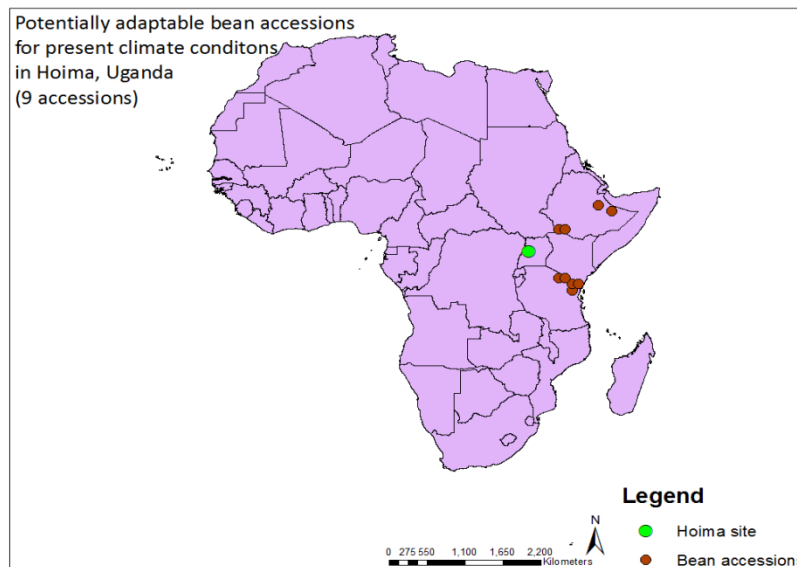 Potentially adaptable bean accessions
for present climate conditons
in Hoima, Uganda
(9 accessions)
Legend
N
Hoima site
0 275 550 1,100 1,650 2,200
Kilometers
Bean accessions